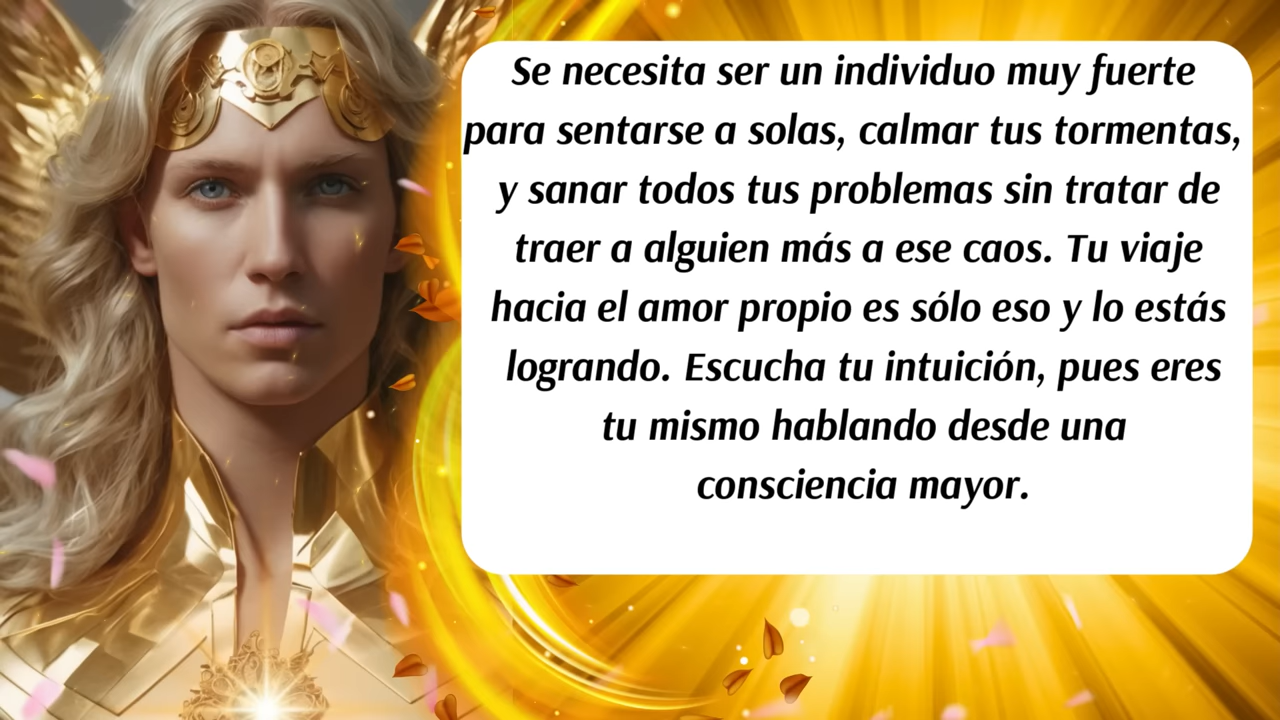 Se necesita ser un individuo muy fuerte
para sentarse a solas, calmar tus tormentas,
y sanar todos tus problemas sin tratar de
traer a alguien más a ese caos. Tu viaje
hacia el amor propio es sólo eso y lo estás
logrando. Escucha tu intuición, pues eres
tu mismo hablando desde una
consciencia mayor.